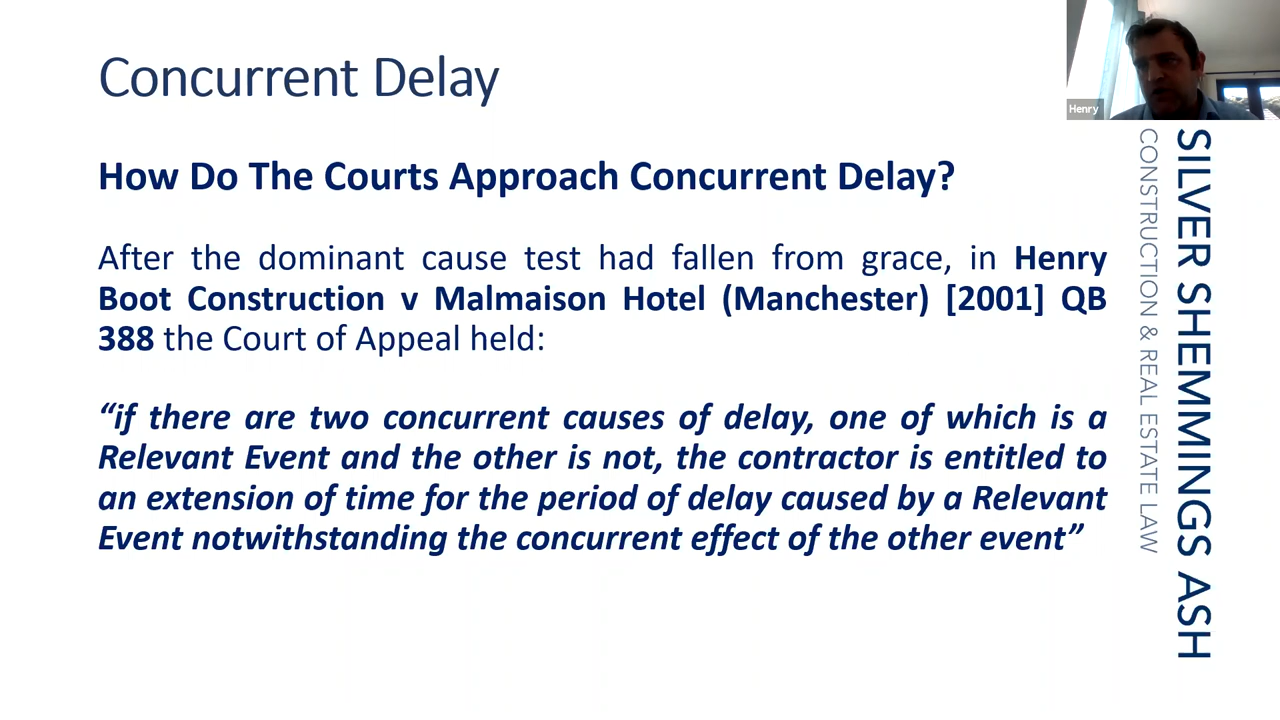 Concurrent Delay
Henry
How Do The Courts Approach Concurrent Delay?
After the dominant cause test had fallen from grace, in Henry
Boot Construction v Malmaison Hotel (Manchester) [2001] QB
388 the Court of Appeal held:
“if there are two concurrent causes of delay, one of which is a
Relevant Event and the other is not, the contractor is entitled to
an extension of time for the period of delay caused by a Relevant
Event notwithstanding the concurrent effect of the other event”
SILVER SHEMMINGS ASH
CONSTRUCTION & REAL ESTATE LAW